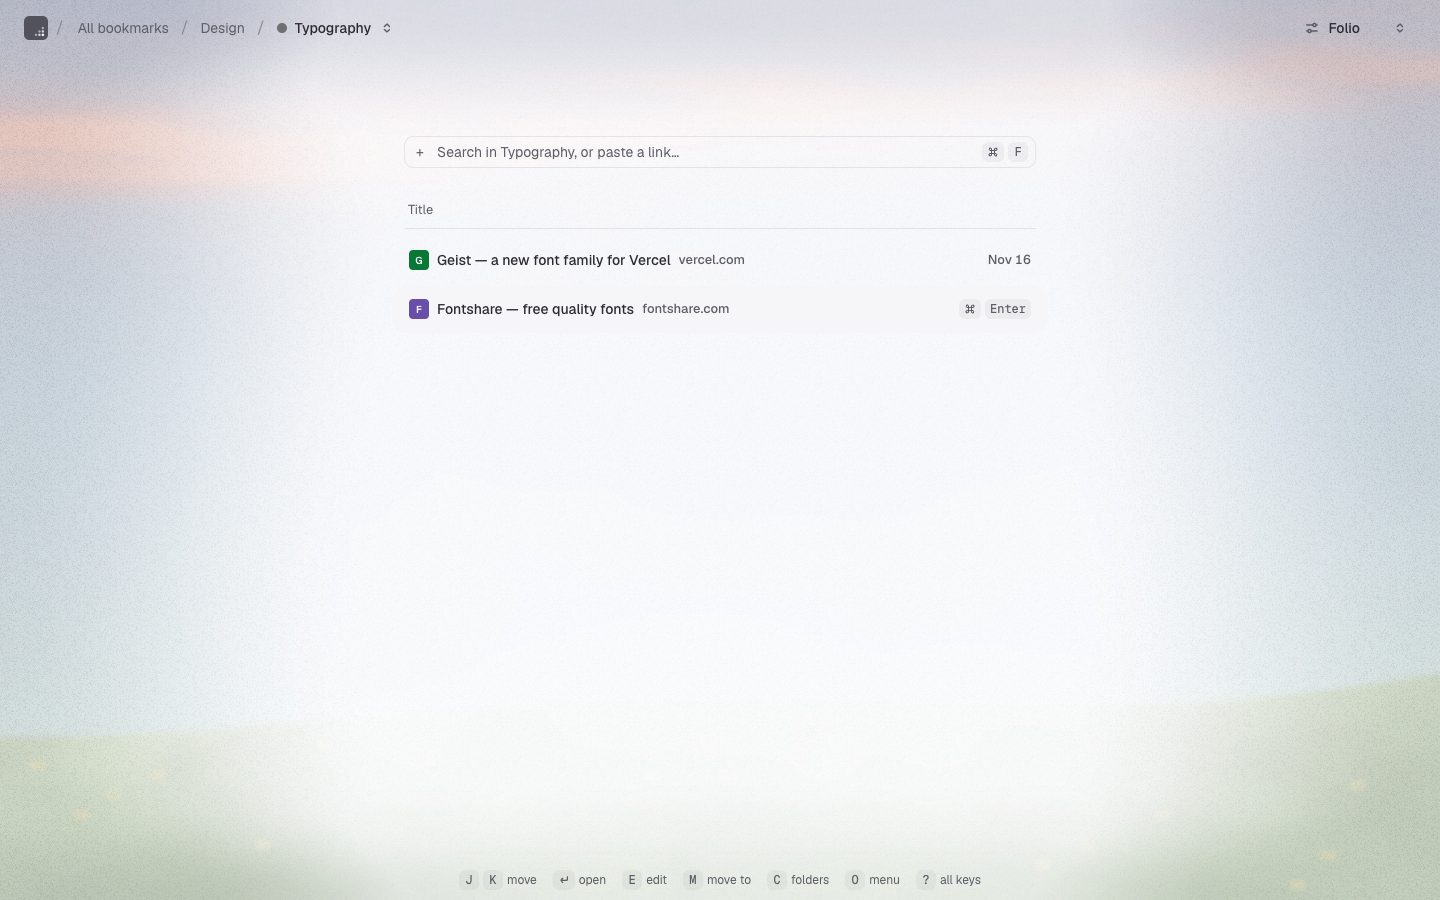 / All bookmarks / Design / Typography
Folio
+ Search in Typography, or paste a link… ⌘ F
Title
G Geist — a new font family for Vercel vercel.com Nov 16
F Fontshare — free quality fonts fontshare.com ⌘ Enter
J K move ↵ open E edit M move to C folders O menu ? all keys